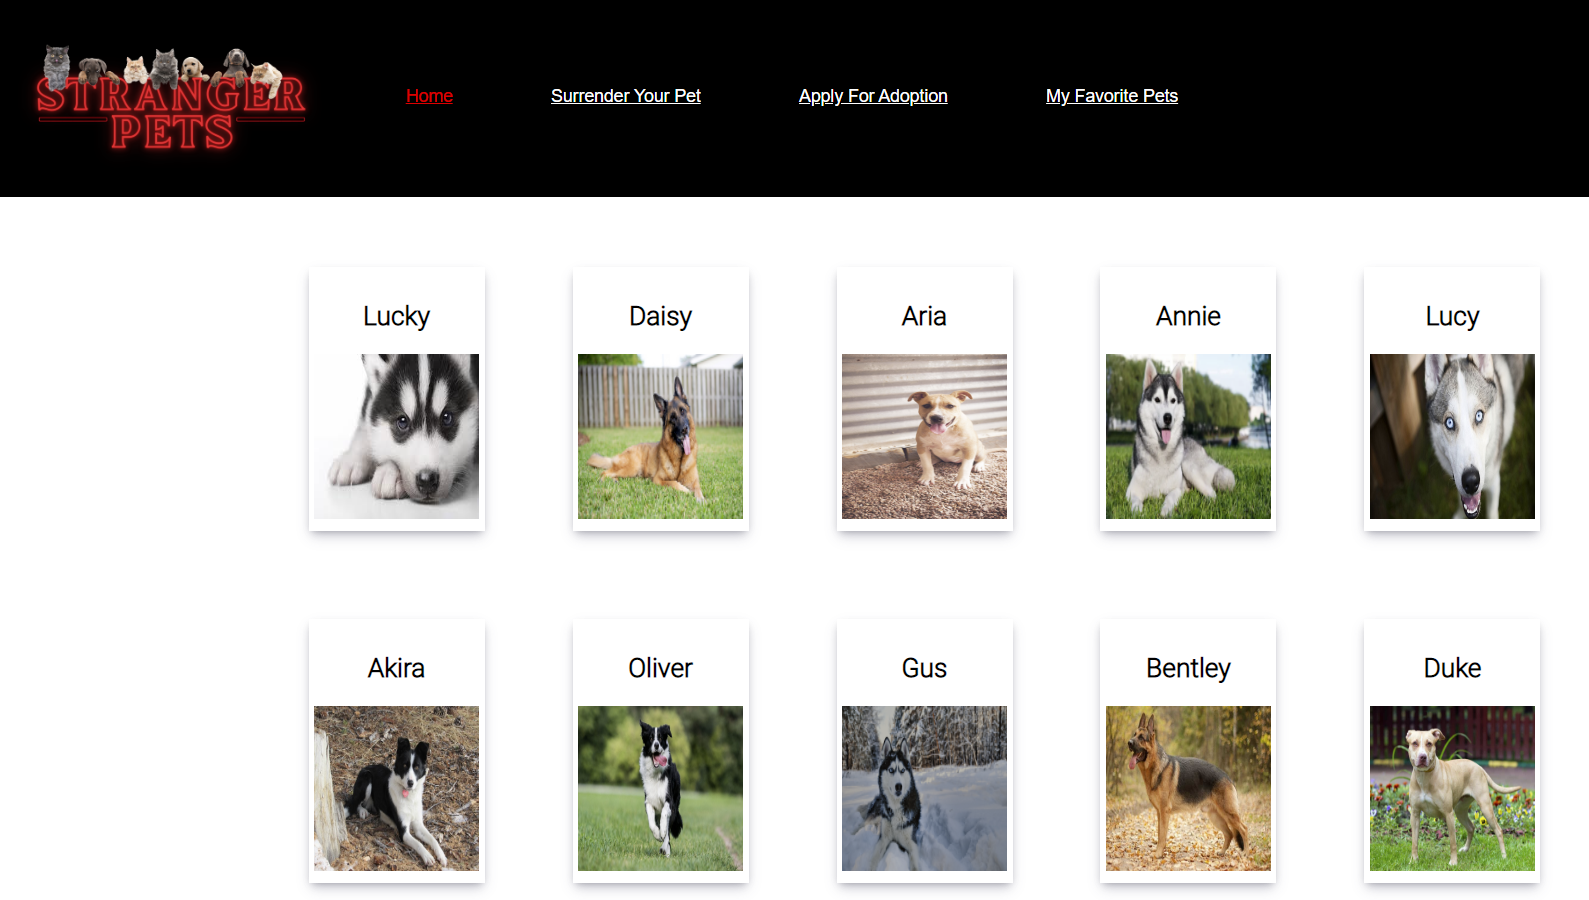 STRANGER
PETS
Home
Surrender Your Pet
Apply For Adoption
My Favorite Pets
Lucky
Daisy
Aria
Annie
Lucy
Akira
Oliver
Gus
Bentley
Duke